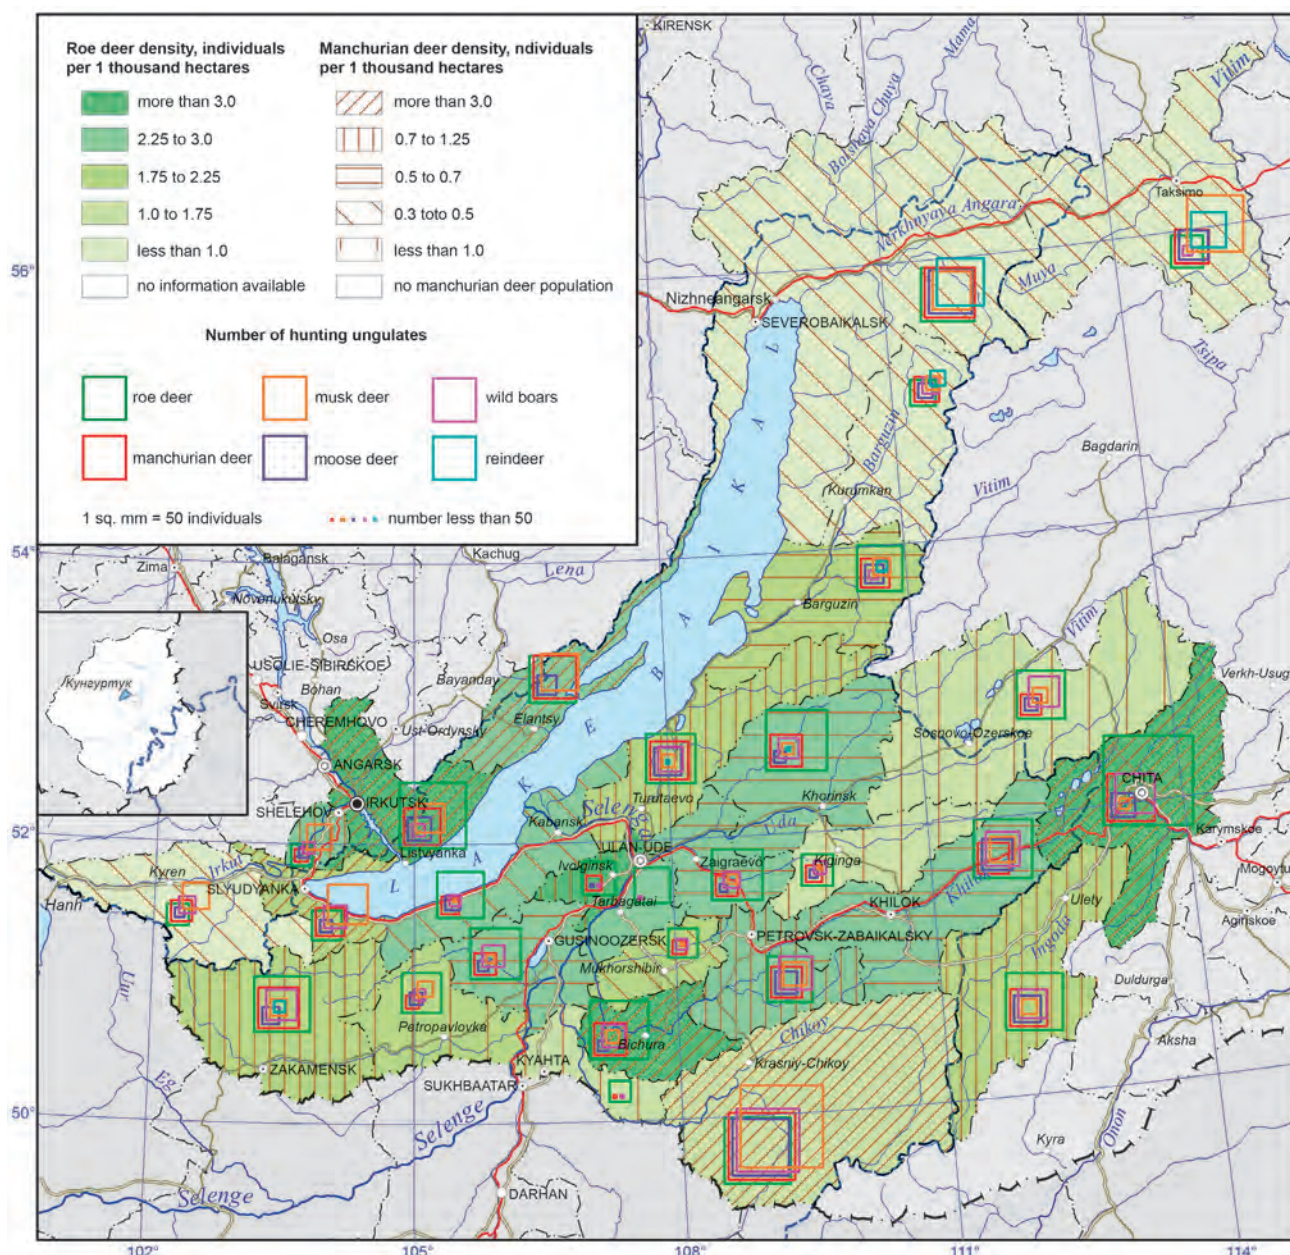 Roe deer density, individuals
per 1 thousand hectares
more than 3.0
2.25 to 3.0
1.75 to 2.25
1.0 to 1.75
less than 1.0
no information available
Manchurian deer density, ndividuals
per 1 thousand hectares
more than 3.0
0.7 to 1.25
0.5 to 0.7
0.3 toto 0.5
less than 1.0
no manchurian deer population
Number of hunting ungulates
roe deer
musk deer
wild boars
manchurian deer
moose deer
reindeer
1 sq. mm = 50 individuals
number less than 50
KIRENSK
Chaya
Bolshaya Chuya
Mama
Vitim
Taksimo
Verkhnyaya Angara
56°
Muya
Nizhneangarsk
SEVEROBAIKALSK
Tsipa
Barguzin
Bagdarin
Vitim
Kurumkan
54°
Zima
Balagansk
Kachug
Lena
Novonukutsky
Barguzin
Osa
Vitim
USOLIE-SIBIRSKOE
Кунгуртук
Bohan
Bayanday
Svirsk
Verkh-Usug
CHEREMHOVO
Ust-Ordynsky
Elantsy
Sosnovo-Ozerskoe
ANGARSK
LAKE BAIKAL
CHITA
IRKUTSK
Turutaevo
Khorinsk
SHELEHOV
Selenga
52°
Kabansk
Uda
Karymskoe
Listvyanka
ULAN-UDE
Irkut
Ivolginsk
Zaigraevo
Kiginga
Kyren
Mogoytu
SLYUDYANKA
Khilok
Tarbagatai
KHILOK
Ulety
Hanh
Aginskoe
GUSINOOZERSK
PETROVSK-ZABAIKALSKY
Ingoda
Mukhorshibir
Uur
Duldurga
Petropavlovka
Chikoy
Bichura
Aksha
Krasniy-Chikoy
KYAHTA
ZAKAMENSK
Eg
SUKHBAATAR
50°
Selenge
Onon
Kyra
Selenge
DARHAN
102°
105°
108°
111°
114°